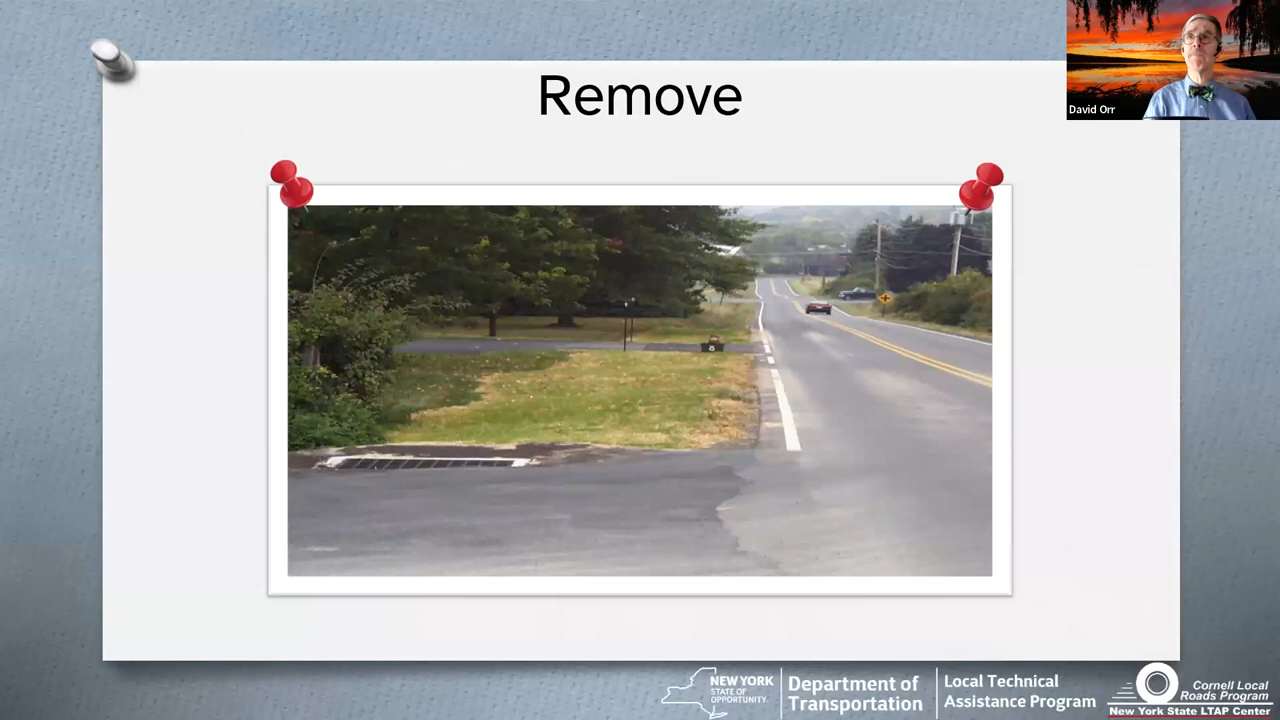 Remove
David Orr
NEW YORK
STATE OF
OPPORTUNITY.
Department of
Transportation
Local Technical
Assistance Program
Cornell Local
Roads Program
New York State LTAP Center